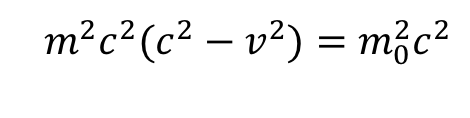 m²c²(c² − v²) = m₀²c²